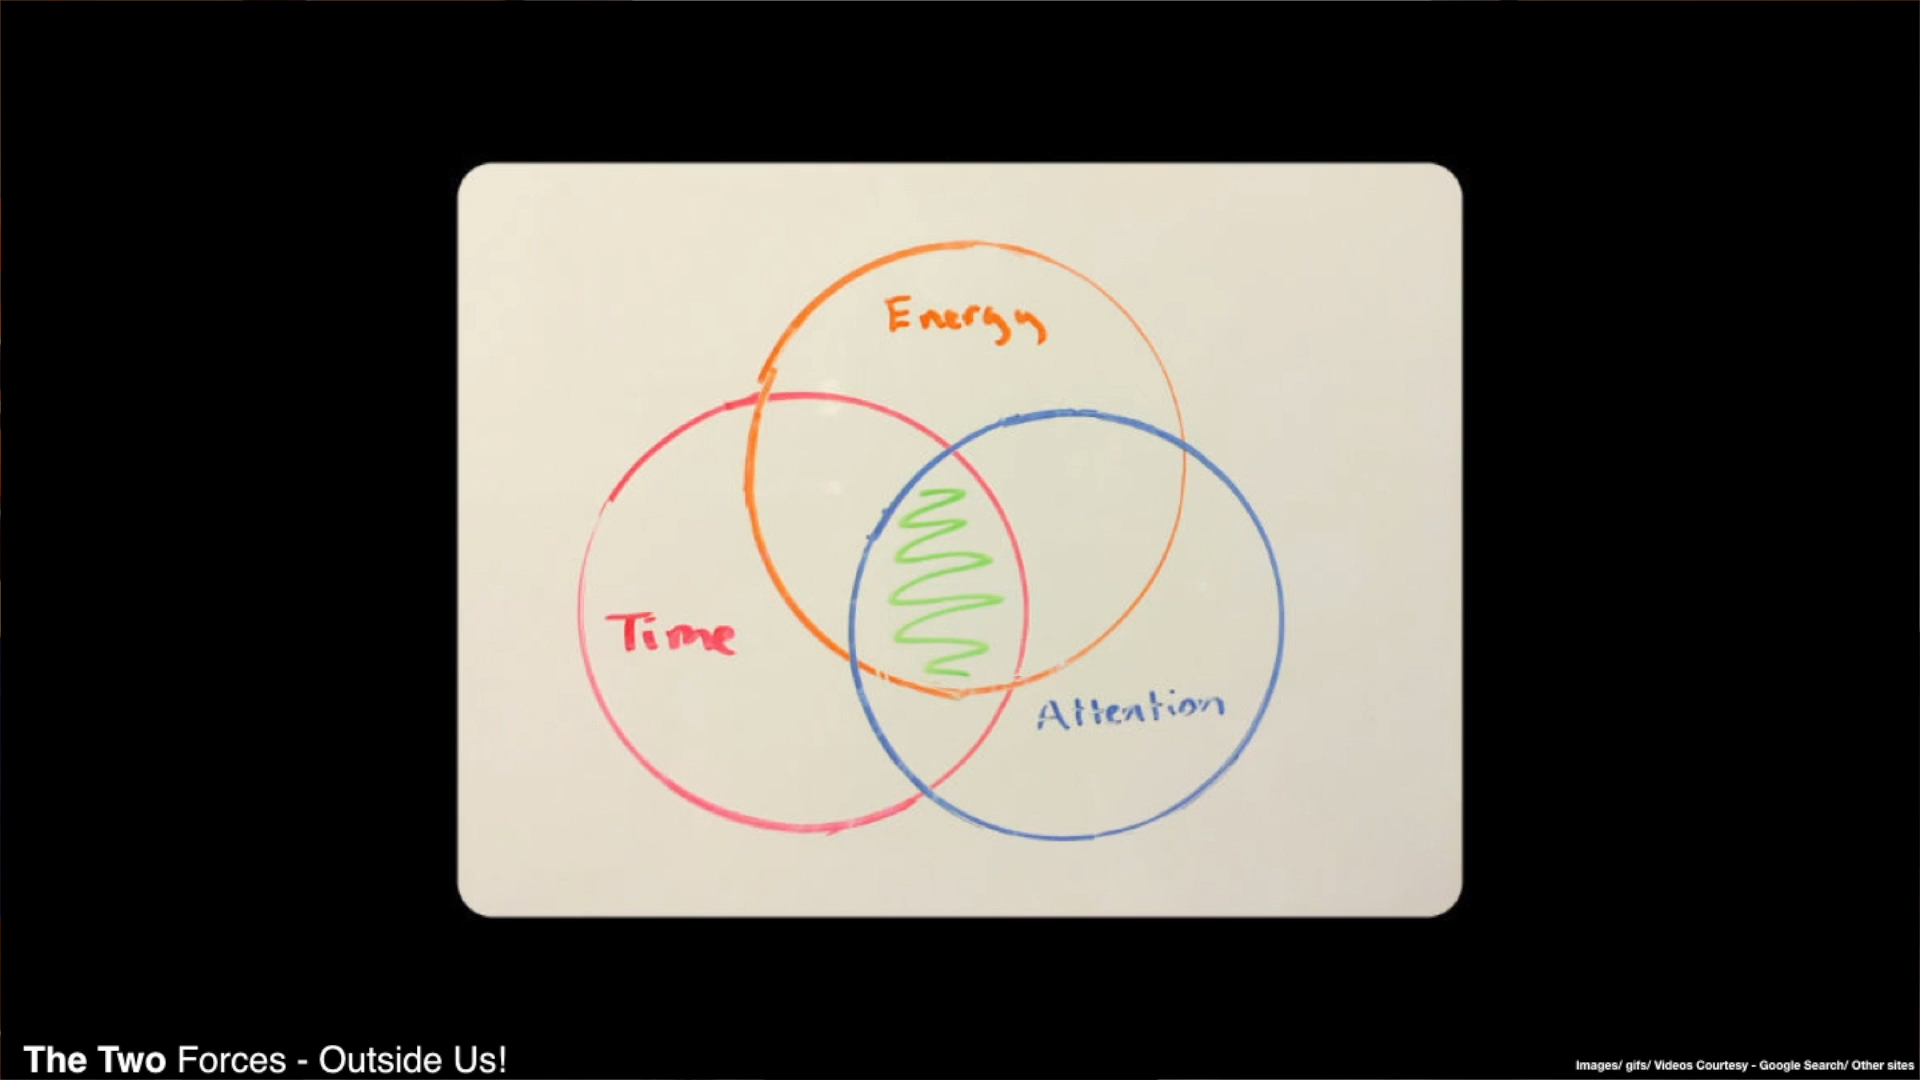 Energy
Time
Attention
The Two Forces - Outside Us!
Images/ gifs/ Videos Courtesy - Google Search/ Other sites